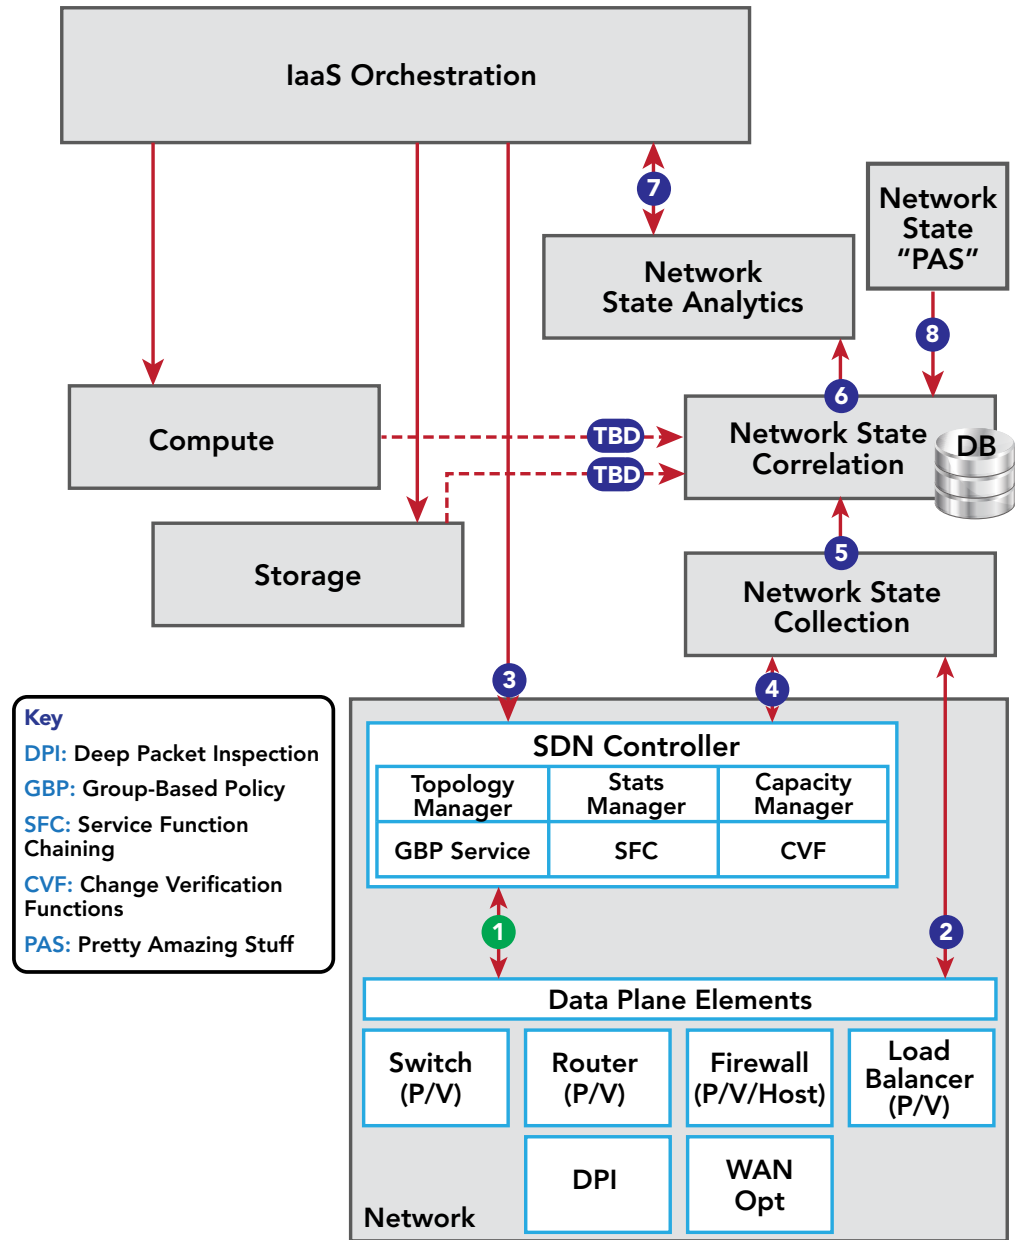 IaaS Orchestration
7
Network
State
“PAS”
Network
State Analytics
8
6
Compute
TBD
Network State
Correlation
DB
TBD
Storage
5
Network State
Collection
3
4
Key
DPI: Deep Packet Inspection
GBP: Group-Based Policy
SFC: Service Function
Chaining
CVF: Change Verification
Functions
PAS: Pretty Amazing Stuff
SDN Controller
Topology
Manager
Stats
Manager
Capacity
Manager
GBP Service
SFC
CVF
1
2
Data Plane Elements
Switch
(P/V)
Router
(P/V)
Firewall
(P/V/Host)
Load
Balancer
(P/V)
DPI
WAN
Opt
Network